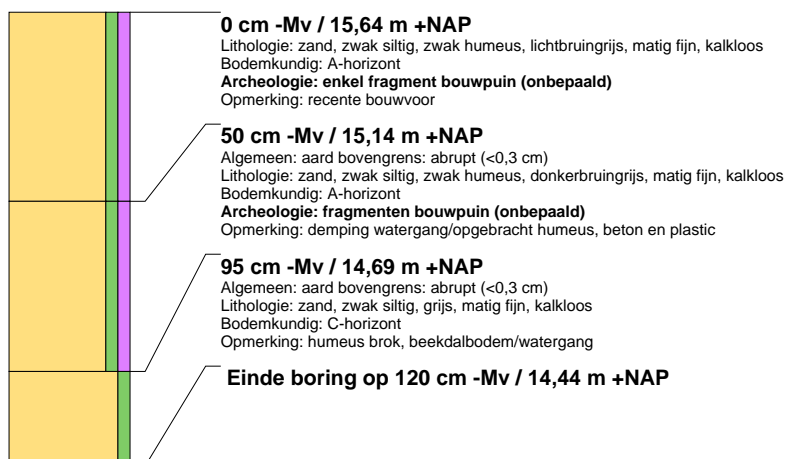 0 cm -Mv / 15,64 m +NAP
Lithologie: zand, zwak siltig, zwak humeus, lichtbruingrijs, matig fijn, kalkloos
Bodemkundig: A-horizont
Archeologie: enkel fragment bouwpuin (onbepaald)
Opmerking: recente bouwvoor
50 cm -Mv / 15,14 m +NAP
Algemeen: aard bovengrens: abrupt (<0,3 cm)
Lithologie: zand, zwak siltig, zwak humeus, donkerbruingrijs, matig fijn, kalkloos
Bodemkundig: A-horizont
Archeologie: fragmenten bouwpuin (onbepaald)
Opmerking: demping watergang/opgebracht humeus, beton en plastic
95 cm -Mv / 14,69 m +NAP
Algemeen: aard bovengrens: abrupt (<0,3 cm)
Lithologie: zand, zwak siltig, grijs, matig fijn, kalkloos
Bodemkundig: C-horizont
Opmerking: humeus brok, beekdalbodem/watergang
Einde boring op 120 cm -Mv / 14,44 m +NAP